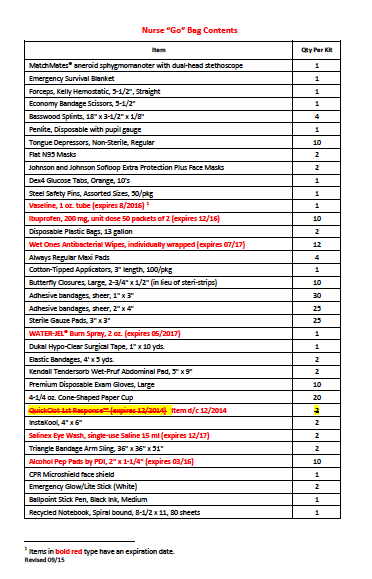 Nurse “Go” Bag Contents
Item Qty Per Kit
MatchMates® aneroid sphygmomanoter with dual-head stethoscope 1
Emergency Survival Blanket 1
Forceps, Kelly Hemostatic, 5-1/2", Straight 1
Economy Bandage Scissors, 5-1/2" 1
Basswood Splints, 18" x 3-1/2" x 1/8" 4
Penlite, Disposable with pupil gauge 1
Tongue Depressors, Non-Sterile, Regular 10
Flat N95 Masks 2
Johnson and Johnson Sofloop Extra Protection Plus Face Masks 2
Dex4 Glucose Tabs, Orange, 10's 1
Steel Safety Pins, Assorted Sizes, 50/pkg 1
Vaseline, 1 oz. tube (expires 8/2016) ¹ 1
Ibuprofen, 200 mg, unit dose 50 packets of 2 (expires 12/16) 10
Disposable Plastic Bags, 13 gallon 2
Wet Ones Antibacterial Wipes, individually wrapped (expires 07/17) 12
Always Regular Maxi Pads 4
Cotton-Tipped Applicators, 3" length, 100/pkg 1
Butterfly Closures, Large, 2-3/4" x 1/2" (in lieu of steri-strips) 10
Adhesive bandages, sheer, 1" x 3" 30
Adhesive bandages, sheer, 2" x 4" 25
Sterile Gauze Pads, 3" x 3" 25
WATER-JEL® Burn Spray, 2 oz. (expires 05/2017) 1
Dukal Hypo-Clear Surgical Tape, 1" x 10 yds. 1
Elastic Bandages, 4' x 5 yds. 2
Kendall Tendersorb Wet-Pruf Abdominal Pad, 5" x 9" 2
Premium Disposable Exam Gloves, Large 10
4-1/4 oz. Cone-Shaped Paper Cup 20
QuickClot 1st Response™ (expires 12/2014) Item d/c 12/2014 2
InstaKool, 4" x 6" 2
Salinex Eye Wash, single-use Saline 15 ml (expires 12/17) 2
Triangle Bandage Arm Sling, 36" x 36" x 51" 2
Alcohol Pep Pads by PDI, 2" x 1-1/4" (expires 03/16) 10
CPR Microshield face shield 1
Emergency Glow/Lite Stick (White) 2
Ballpoint Stick Pen, Black Ink, Medium 1
Recycled Notebook, Spiral bound, 8-1/2 x 11, 80 sheets 1
¹ Items in bold red type have an expiration date.
Revised 09/15